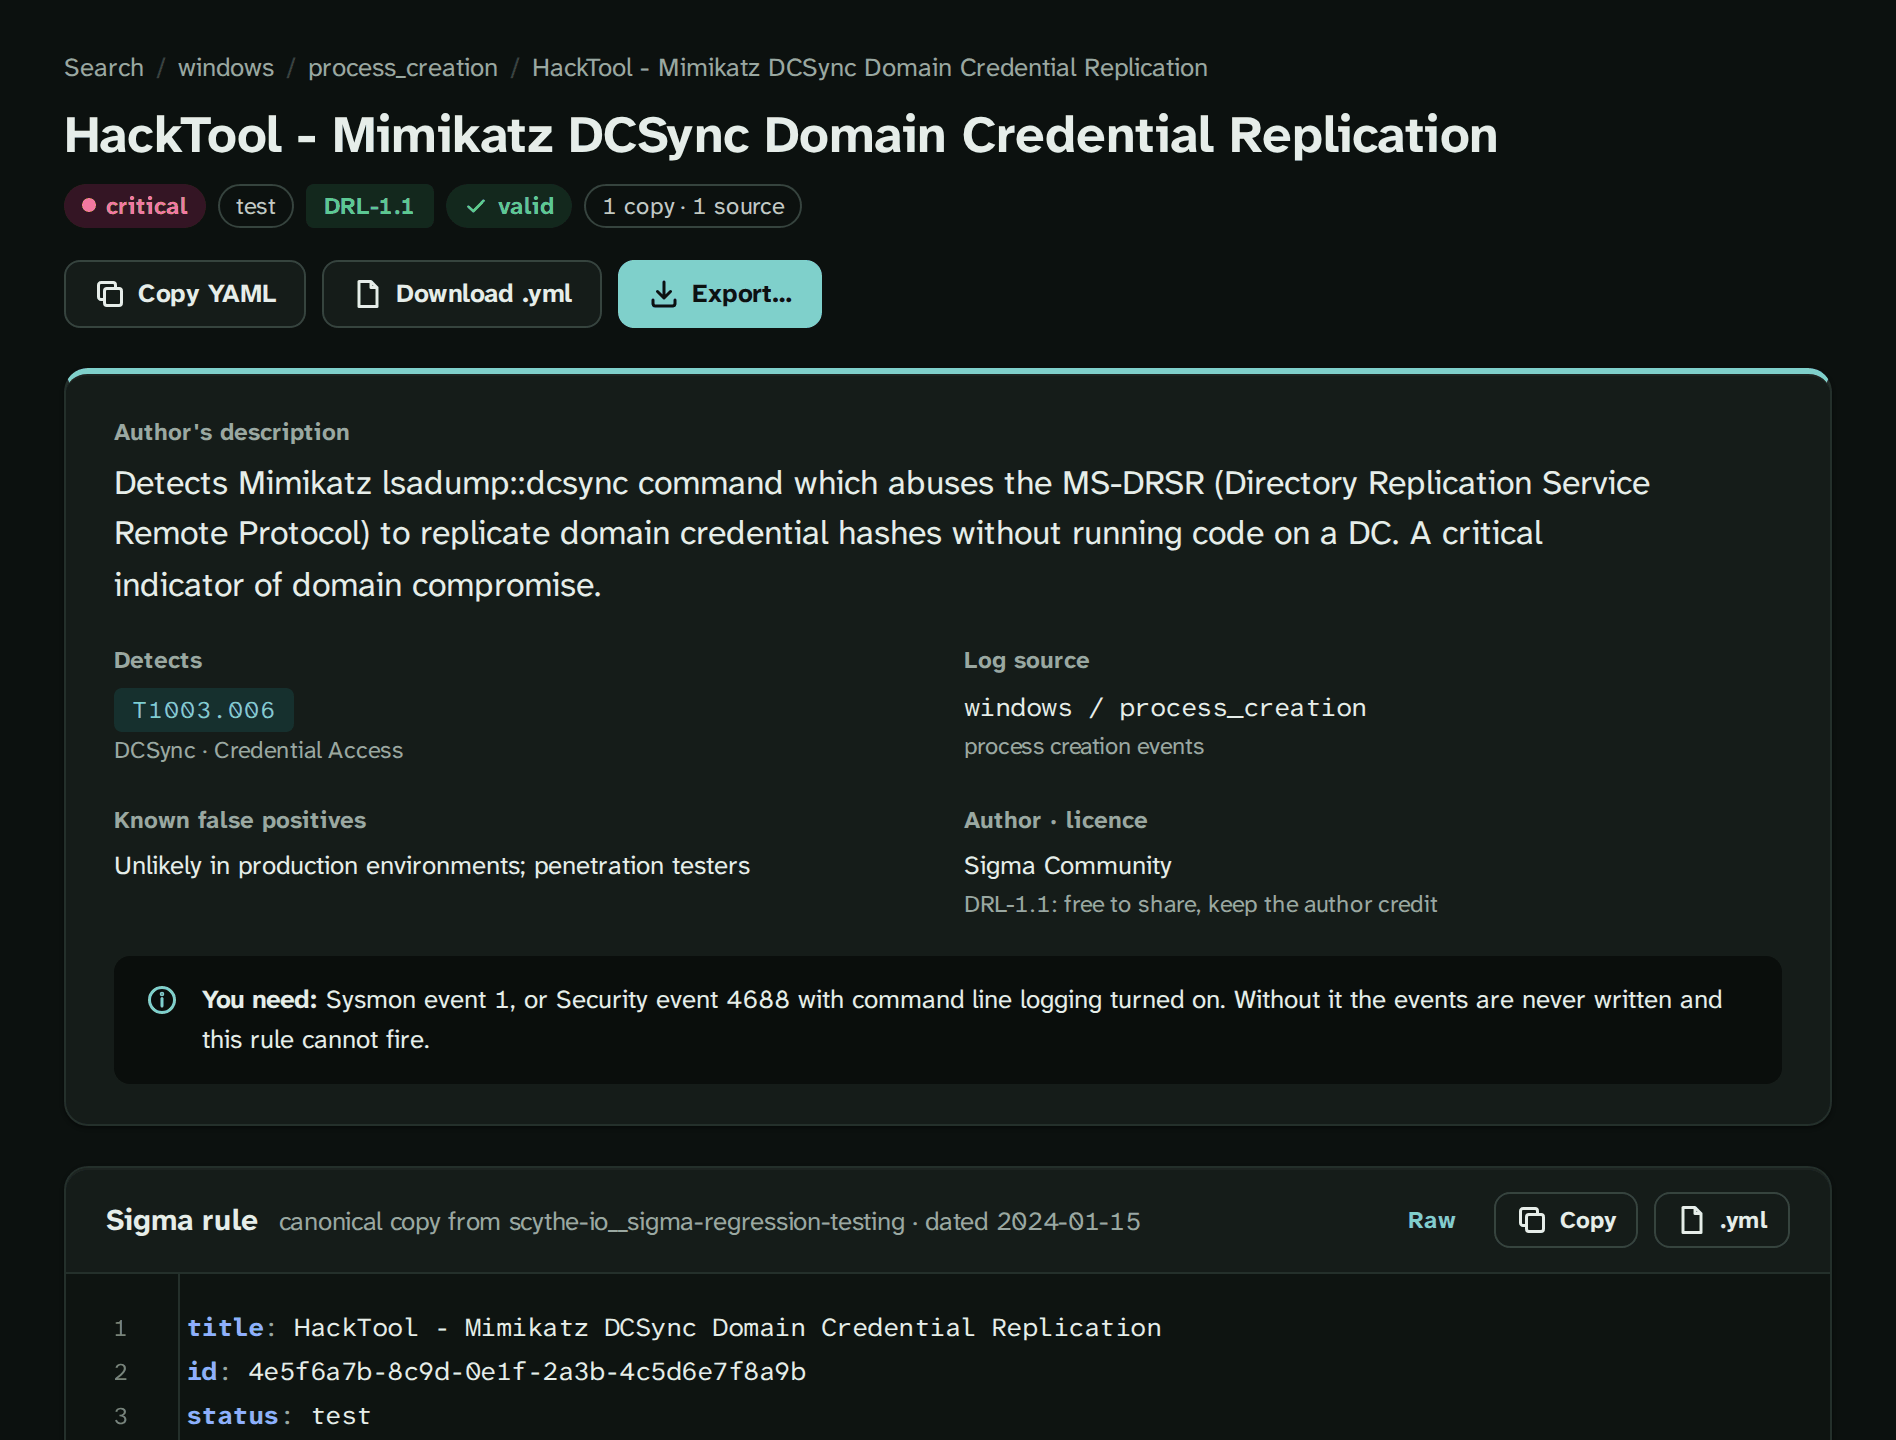 Search / windows / process_creation / HackTool - Mimikatz DCSync Domain Credential Replication
HackTool - Mimikatz DCSync Domain Credential Replication
critical test DRL-1.1 valid 1 copy · 1 source
Copy YAML Download .yml Export...
Author's description
Detects Mimikatz lsadump::dcsync command which abuses the MS-DRSR (Directory Replication Service
Remote Protocol) to replicate domain credential hashes without running code on a DC. A critical
indicator of domain compromise.
Detects
T1003.006
DCSync · Credential Access
Log source
windows / process_creation
process creation events
Known false positives
Unlikely in production environments; penetration testers
Author · licence
Sigma Community
DRL-1.1: free to share, keep the author credit
You need: Sysmon event 1, or Security event 4688 with command line logging turned on. Without it the events are never written and
this rule cannot fire.
Sigma rule canonical copy from scythe-io__sigma-regression-testing · dated 2024-01-15 Raw Copy .yml
1 title: HackTool - Mimikatz DCSync Domain Credential Replication
2 id: 4e5f6a7b-8c9d-0e1f-2a3b-4c5d6e7f8a9b
3 status: test